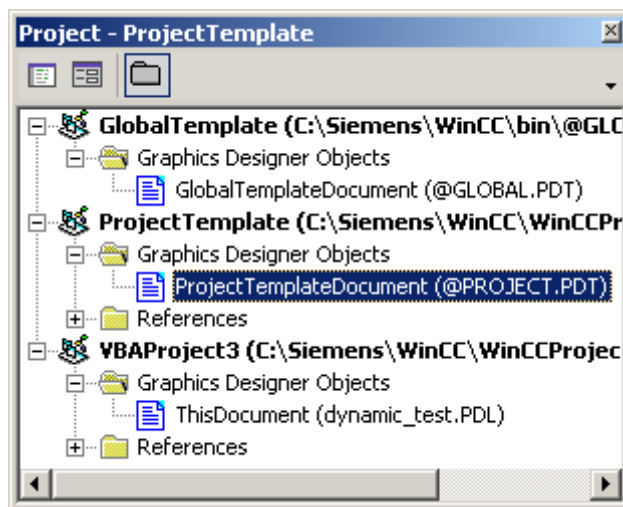 Project - ProjectTemplate
GlobalTemplate (C:\Siemens\WinCC\bin\@GLC
Graphics Designer Objects
GlobalTemplateDocument (@GLOBAL.PDT)
ProjectTemplate (C:\Siemens\WinCC\WinCCPr
Graphics Designer Objects
ProjectTemplateDocument (@PROJECT.PDT)
References
VBAProject3 (C:\Siemens\WinCC\WinCCProjec
Graphics Designer Objects
ThisDocument (dynamic_test.PDL)
References